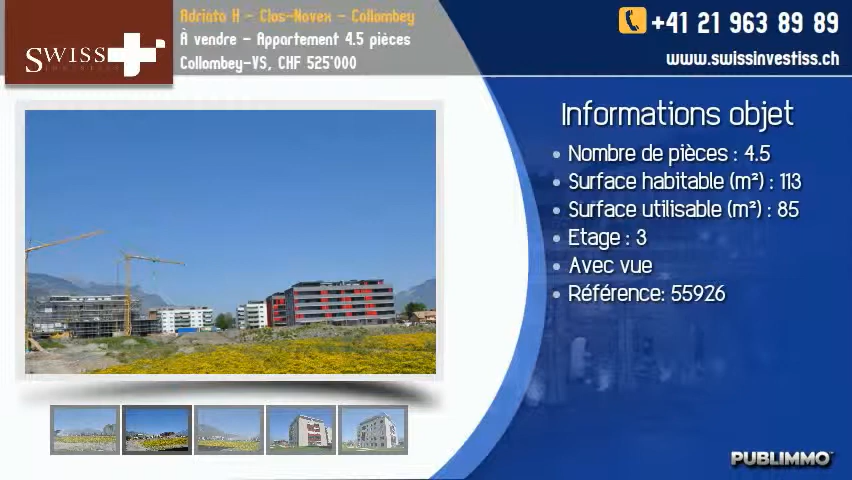 SWISS
Adriato H - Clos-Novex - Collombey
À vendre - Appartement 4.5 pièces
Collombey-VS, CHF 525'000
+41 21 963 89 89
www.swissinvestiss.ch
Informations objet
Nombre de pièces : 4.5
Surface habitable (m²) : 113
Surface utilisable (m²) : 85
Etage : 3
Avec vue
Référence: 55926
PUBLIMMO